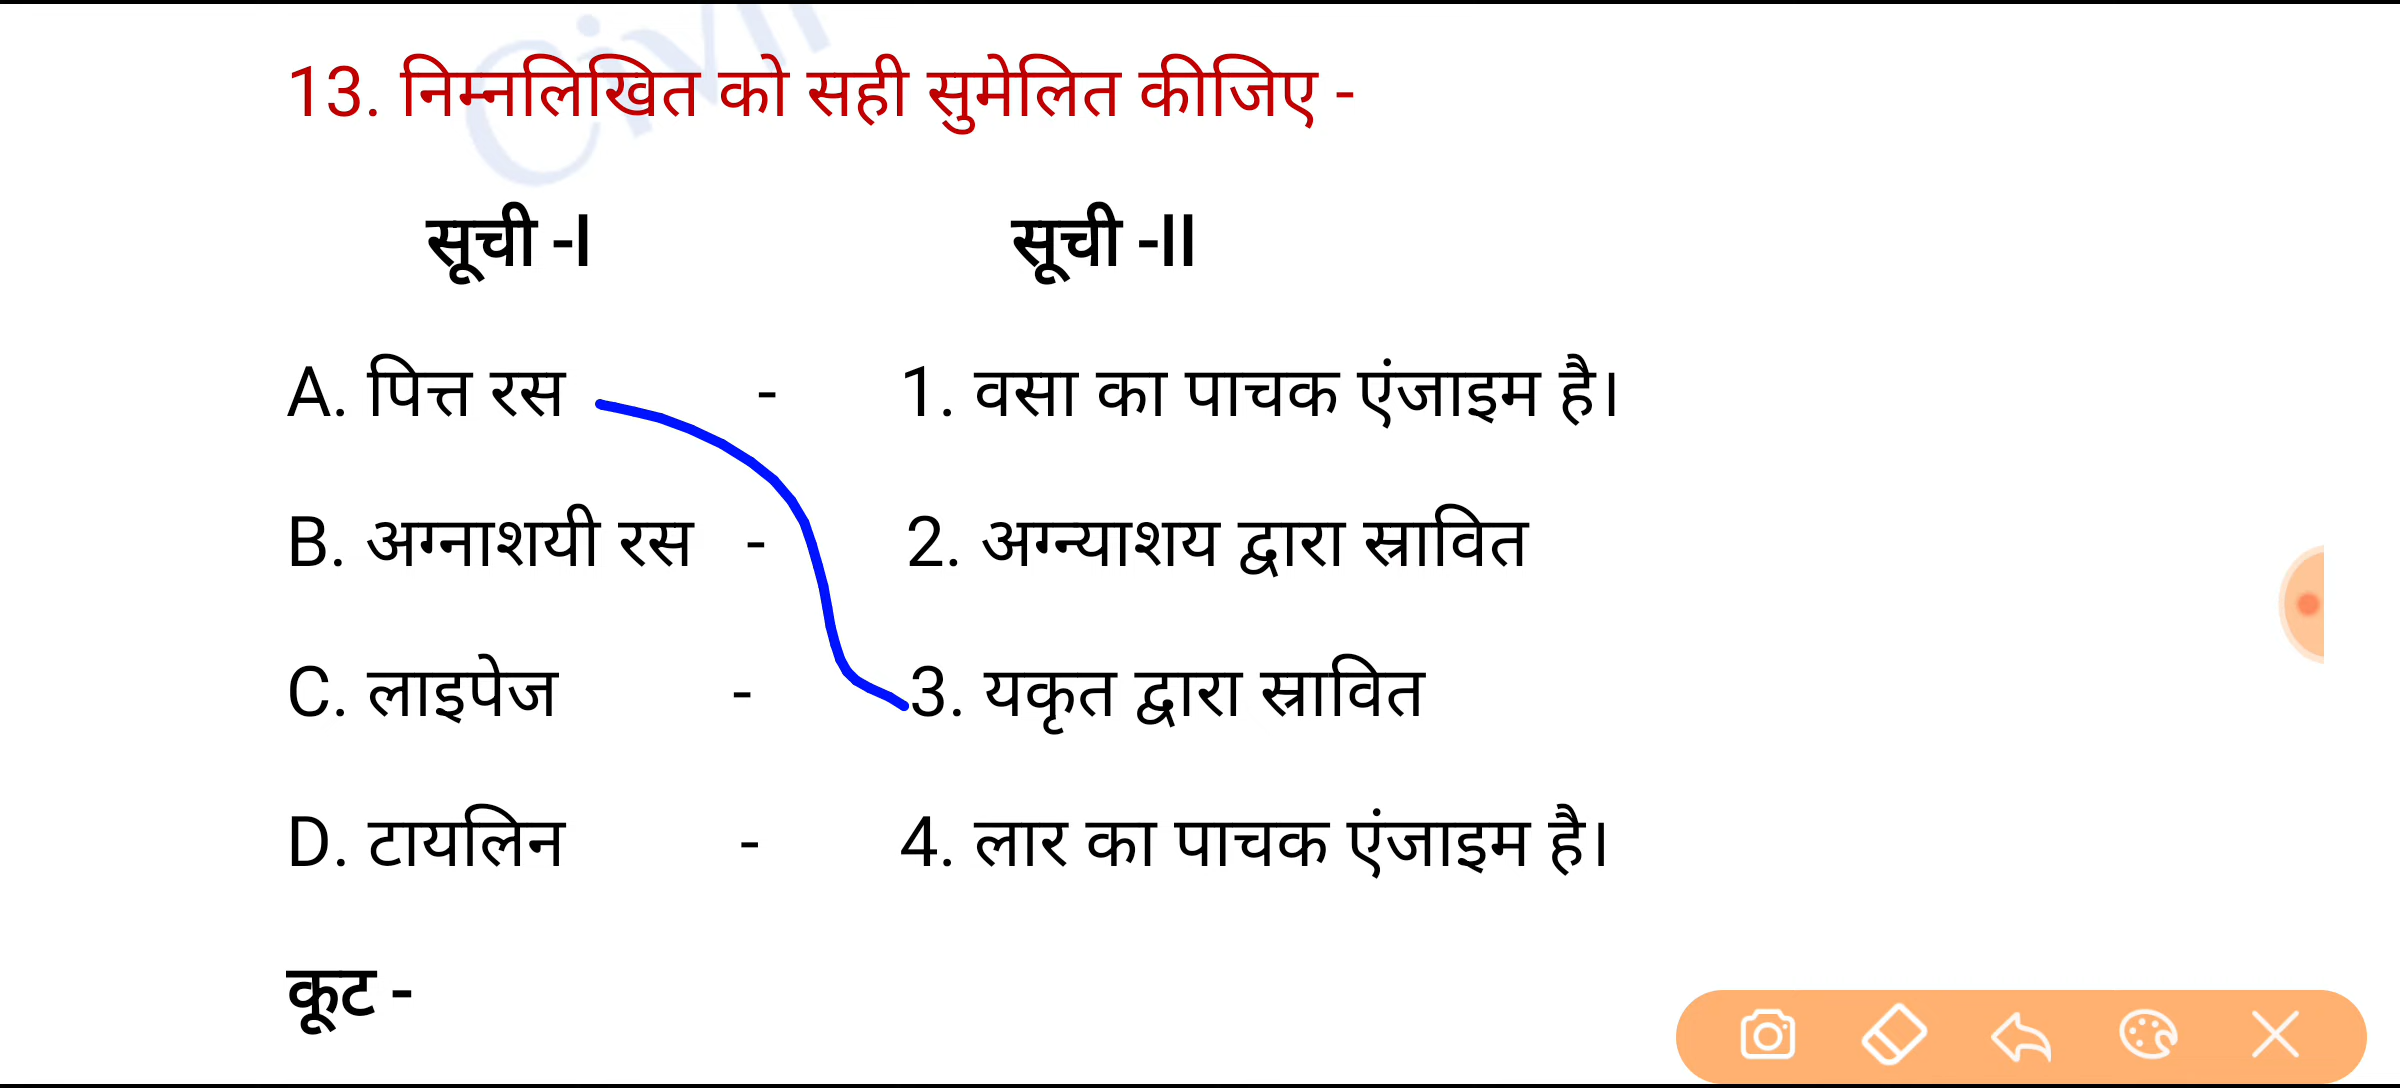 Civil
13. निम्नलिखित को सही सुमेलित कीजिए -
सूची -I सूची -II
A. पित्त रस - 1. वसा का पाचक एंजाइम है।
B. अग्नाशयी रस - 2. अग्न्याशय द्वारा स्रावित
C. लाइपेज - 3. यकृत द्वारा स्रावित
D. टायलिन - 4. लार का पाचक एंजाइम है।
कूट -